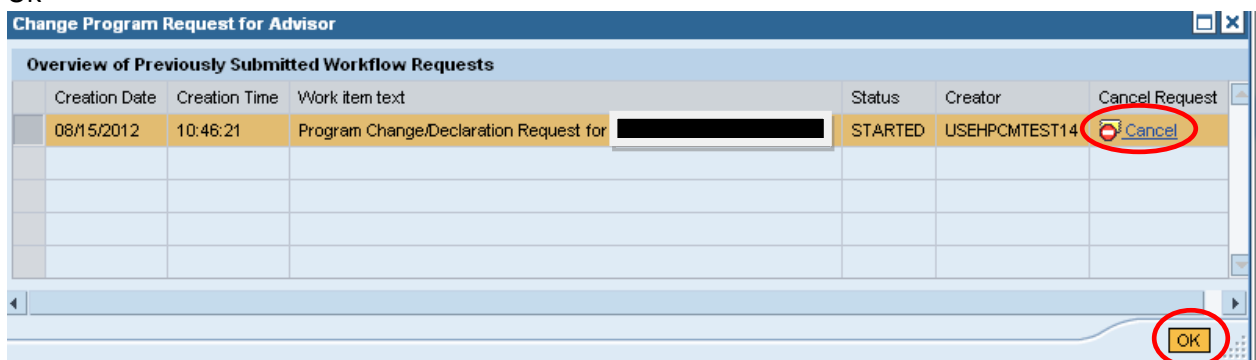 OK
Change Program Request for Advisor
Overview of Previously Submitted Workflow Requests
Creation Date Creation Time Work item text Status Creator Cancel Request
08/15/2012 10:46:21 Program Change/Declaration Request for STARTED USEHPCMTEST14 Cancel
OK